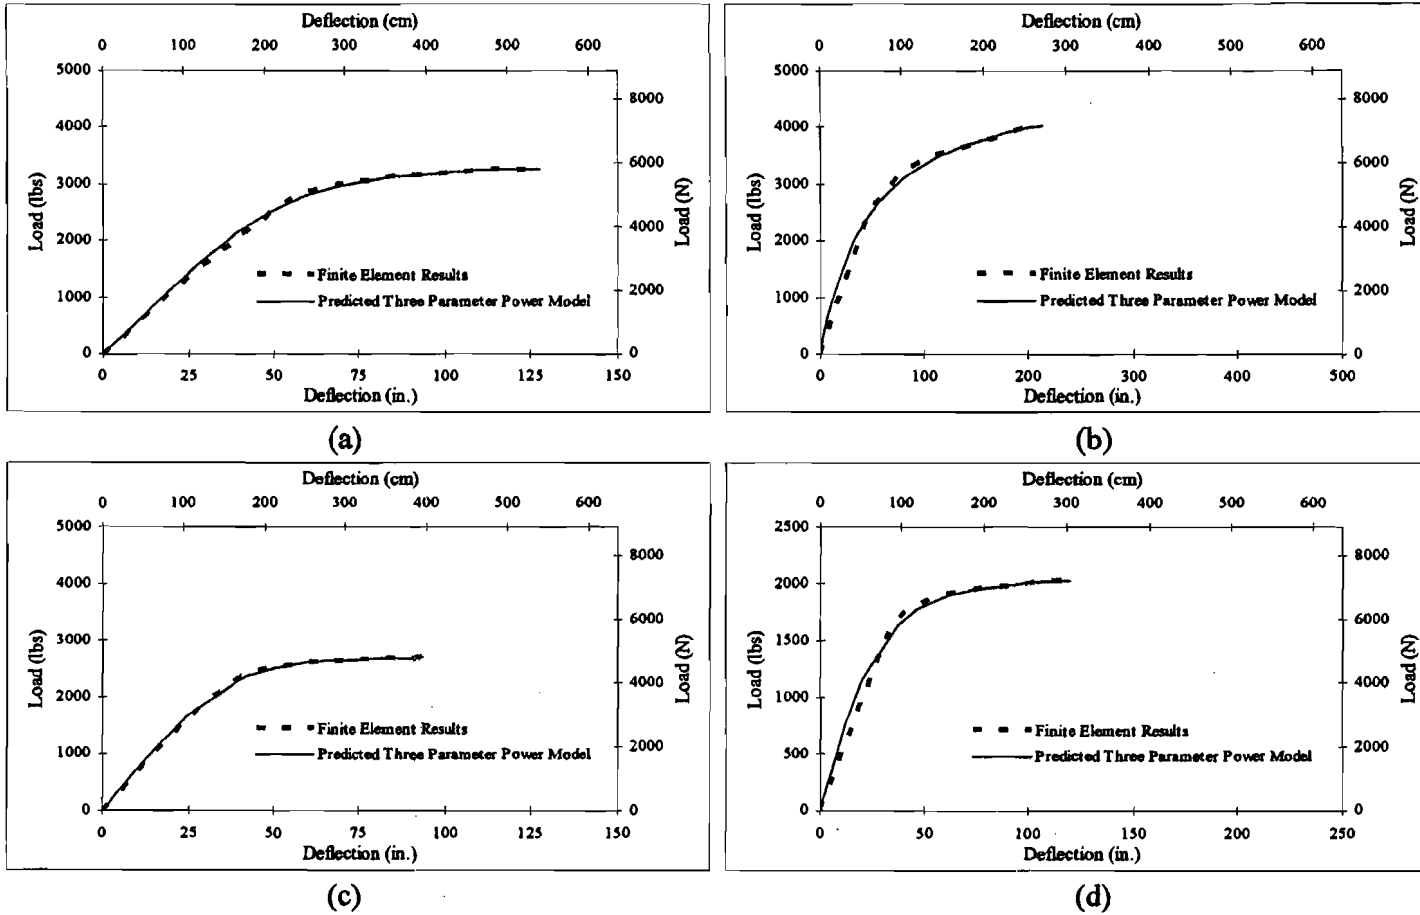 Deflection (cm)
0 100 200 300 400 500 600
5000
4000
3000
2000
1000
0
Load (lbs)
8000
6000
4000
2000
0
Load (N)
Finite Element Results
Predicted Three Parameter Power Model
0 25 50 75 100 125 150
Deflection (in.)
(a)
Deflection (cm)
0 100 200 300 400 500 600
5000
4000
3000
2000
1000
0
Load (lbs)
8000
6000
4000
2000
0
Load (N)
Finite Element Results
Predicted Three Parameter Power Model
0 100 200 300 400 500
Deflection (in.)
(b)
Deflection (cm)
0 100 200 300 400 500 600
5000
4000
3000
2000
1000
0
Load (lbs)
8000
6000
4000
2000
0
Load (N)
Finite Element Results
Predicted Three Parameter Power Model
0 25 50 75 100 125 150
Deflection (in.)
(c)
Deflection (cm)
0 100 200 300 400 500 600
2500
2000
1500
1000
500
0
Load (lbs)
8000
6000
4000
2000
0
Load (N)
Finite Element Results
Predicted Three Parameter Power Model
0 50 100 150 200 250
Deflection (in.)
(d)